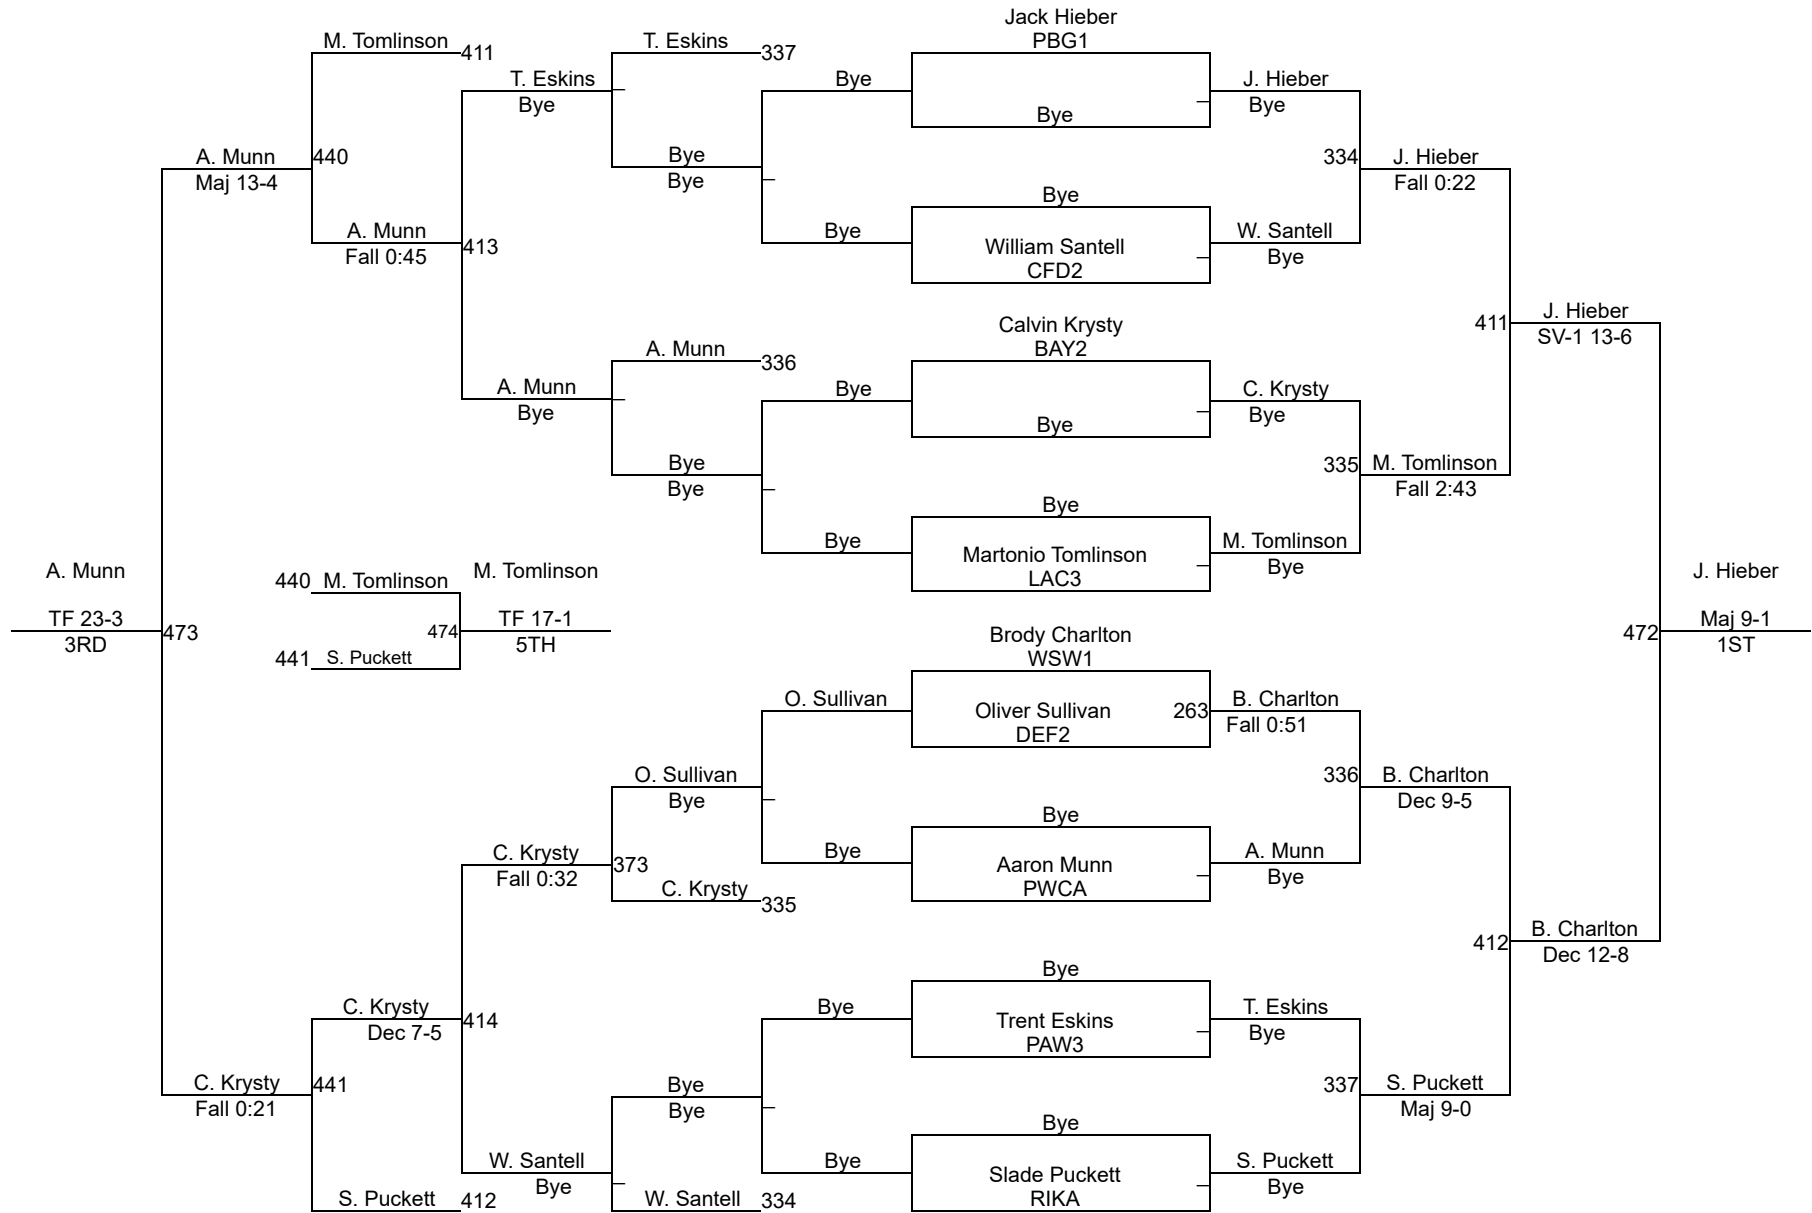 Jack Hieber
M. Tomlinson 411 T. Eskins 337 PBG1
T. Eskins Bye J. Hieber
Bye Bye Bye
A. Munn 440 Bye 334 J. Hieber
Maj 13-4 Bye Fall 0:22
Bye
A. Munn 413 Bye William Santell W. Santell
Fall 0:45 CFD2 Bye
J. Hieber
Calvin Krysty 411 SV-1 13-6
A. Munn 336 BAY2
A. Munn Bye C. Krysty
Bye Bye Bye
Bye 335 M. Tomlinson
Bye Fall 2:43
Bye
Bye Martonio Tomlinson M. Tomlinson
LAC3 Bye
A. Munn 440 M. Tomlinson M. Tomlinson J. Hieber
TF 23-3 473 474 TF 17-1 472 Maj 9-1
3RD 5TH 1ST
441 S. Puckett
Brody Charlton
WSW1
O. Sullivan Oliver Sullivan 263 B. Charlton
DEF2 Fall 0:51
O. Sullivan 336 B. Charlton
Bye Dec 9-5
Bye
C. Krysty 373 Bye Aaron Munn A. Munn
Fall 0:32 C. Krysty 335 PWCA Bye
412 B. Charlton
Dec 12-8
Bye
C. Krysty 414 Bye Trent Eskins T. Eskins
Dec 7-5 PAW3 Bye
C. Krysty 441 Bye 337 S. Puckett
Fall 0:21 Bye Maj 9-0
Bye
W. Santell Bye Slade Puckett S. Puckett
Bye RIKA Bye
S. Puckett 412 W. Santell 334